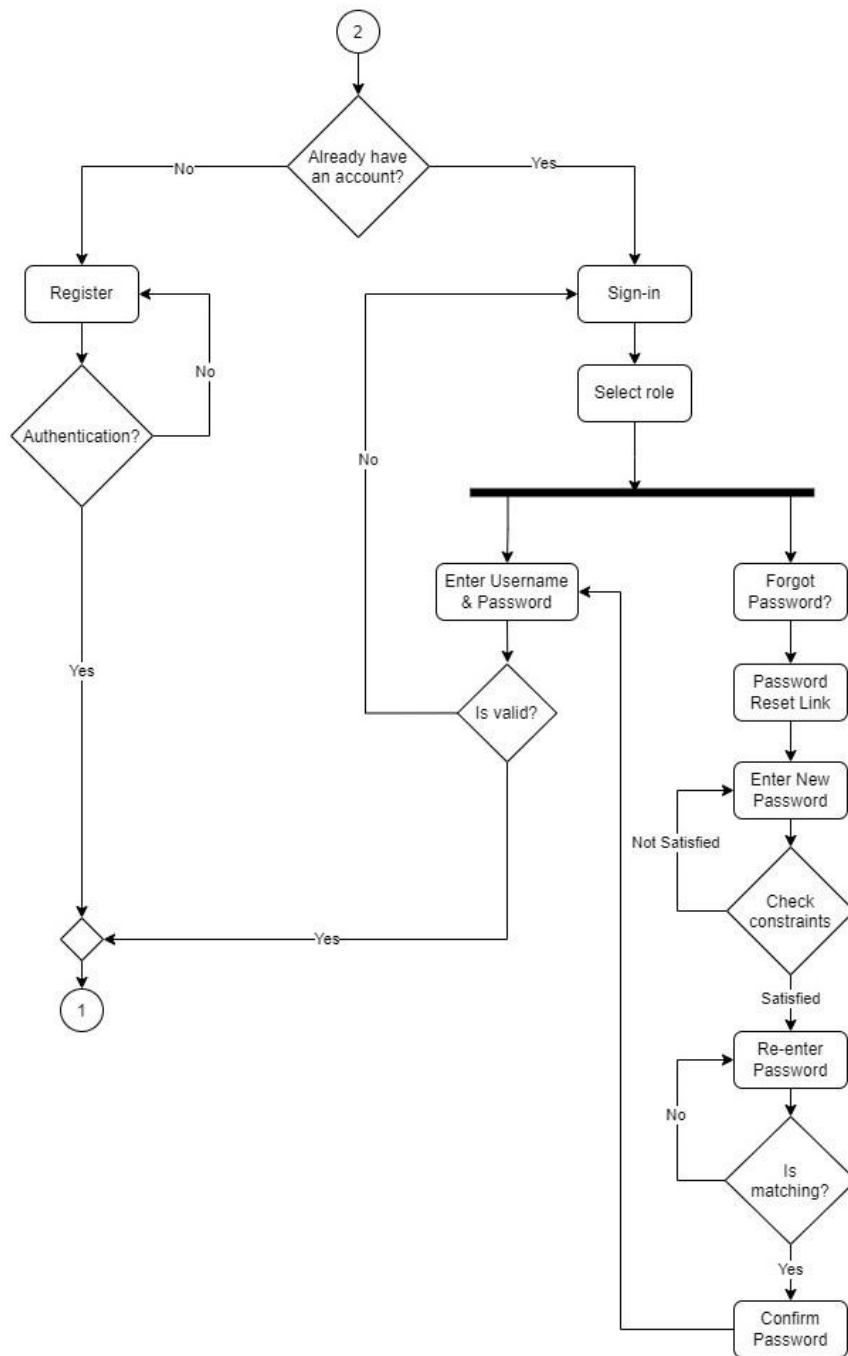 2
Already have
an account?
No
Yes
Register
Sign-in
No
Select role
Authentication?
No
Enter Username
& Password
Forgot
Password?
Yes
Password
Reset Link
Is valid?
Enter New
Password
Not Satisfied
Check
constraints
Yes
Satisfied
1
Re-enter
Password
No
Is
matching?
Yes
Confirm
Password